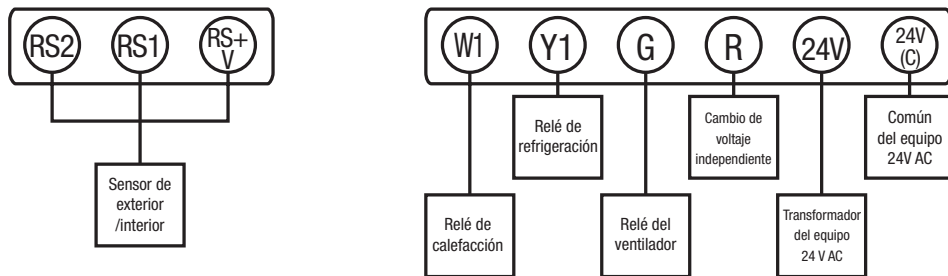 RS2
RS1
RS+
V
W1
Y1
G
R
24V
24V
(C)
Sensor de
exterior
/interior
Relé de
calefacción
Relé de
refrigeración
Relé del
ventilador
Cambio de
voltaje
independiente
Transformador
del equipo
24 V AC
Común
del equipo
24V AC